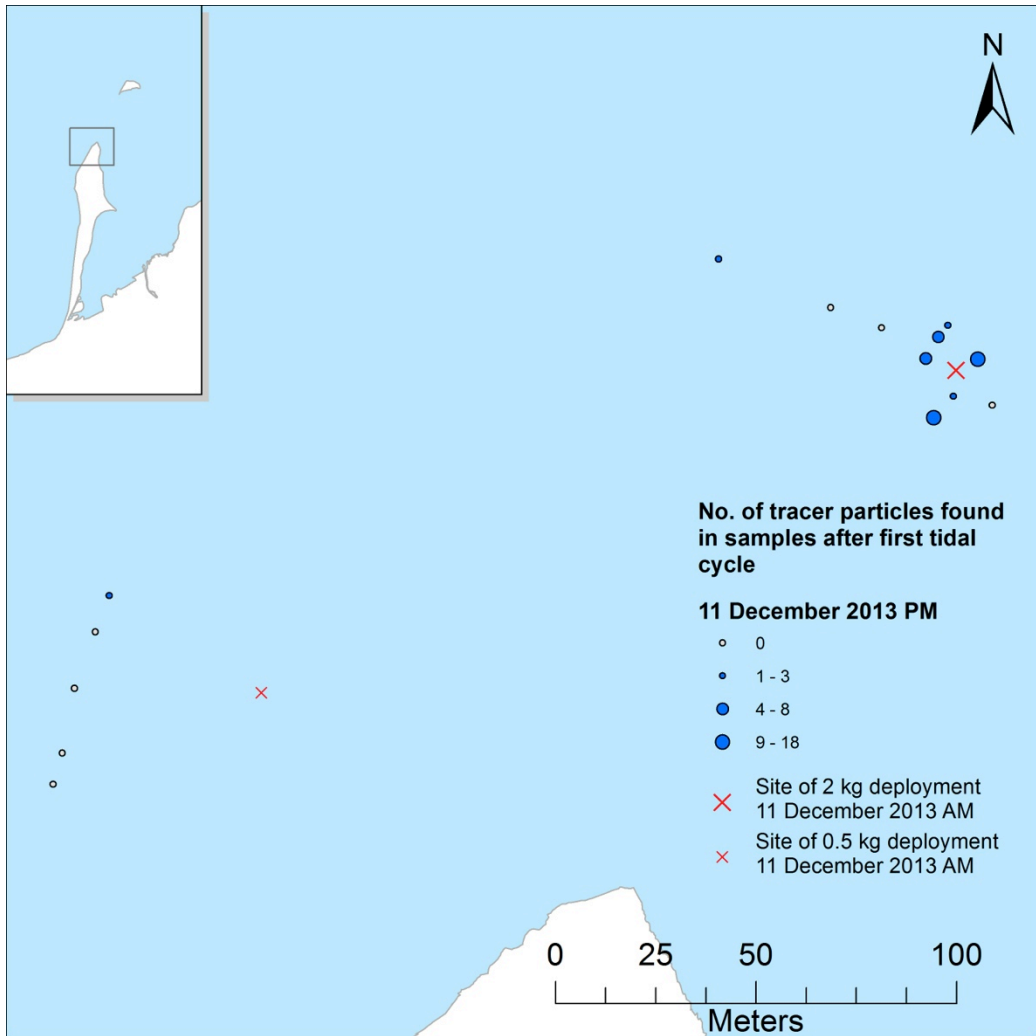 N
No. of tracer particles found
in samples after first tidal
cycle
11 December 2013 PM
0
1 - 3
4 - 8
9 - 18
Site of 2 kg deployment
11 December 2013 AM
Site of 0.5 kg deployment
11 December 2013 AM
0 25 50 100
Meters